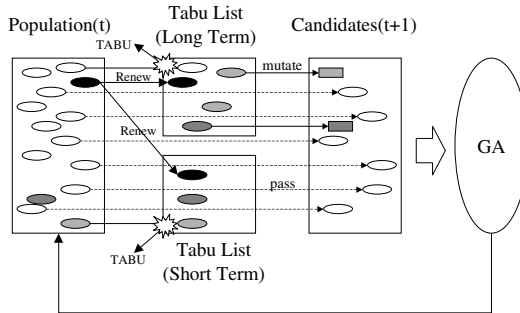 Population(t)
Tabu List
(Long Term)
Candidates(t+1)
TABU
Renew
mutate
Renew
GA
pass
TABU
Tabu List
(Short Term)